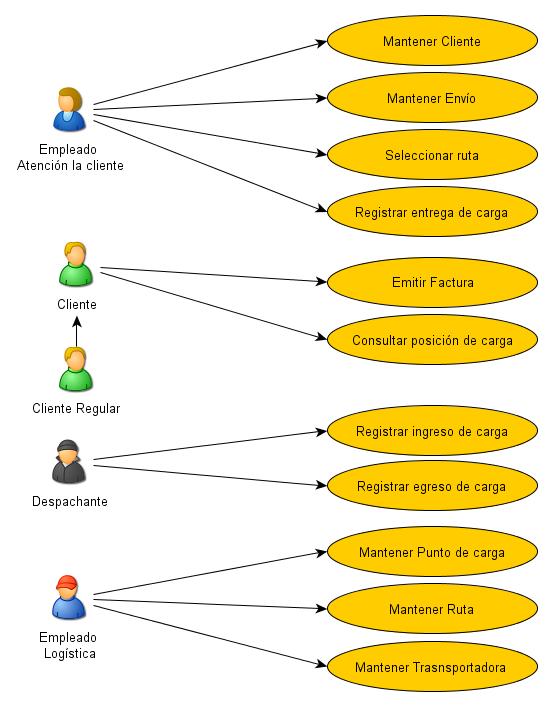 Mantener Cliente
Mantener Envío
Empleado
Atención la cliente
Seleccionar ruta
Registrar entrega de carga
Cliente
Emitir Factura
Consultar posición de carga
Cliente Regular
Registrar ingreso de carga
Despachante
Registrar egreso de carga
Mantener Punto de carga
Empleado
Logística
Mantener Ruta
Mantener Trasnsportadora